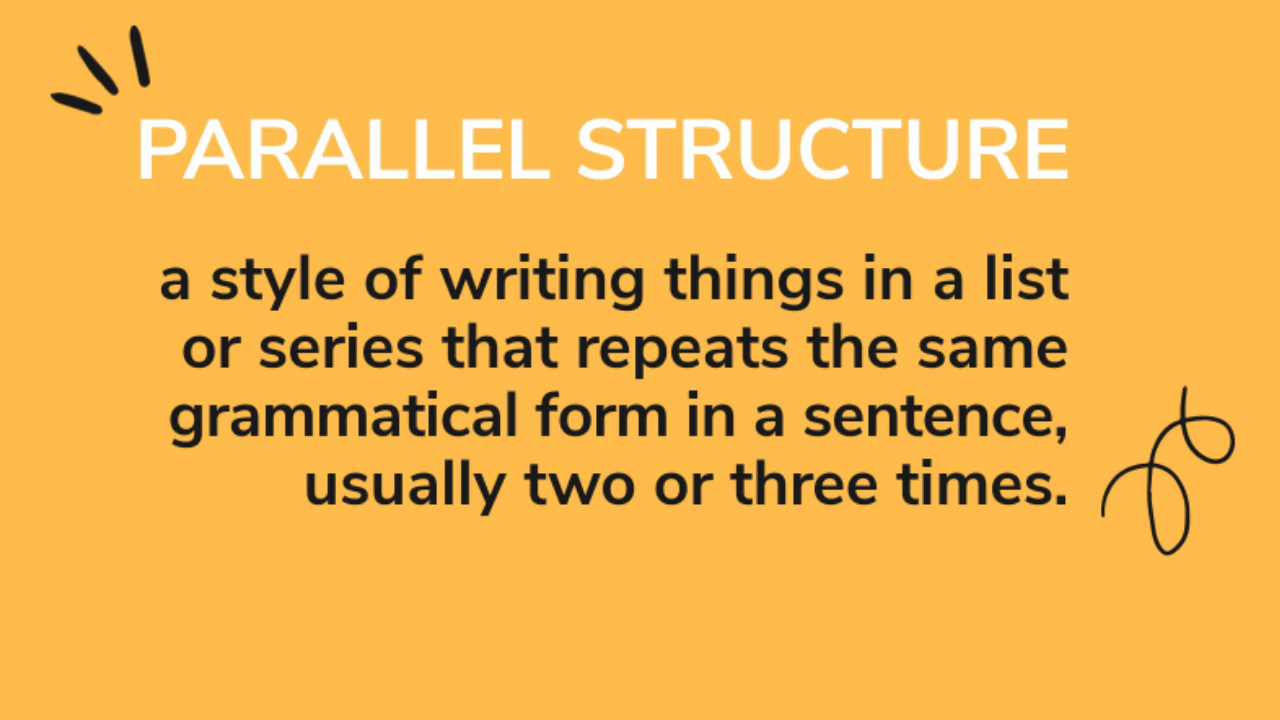 PARALLEL STRUCTURE
a style of writing things in a list
or series that repeats the same
grammatical form in a sentence,
usually two or three times.